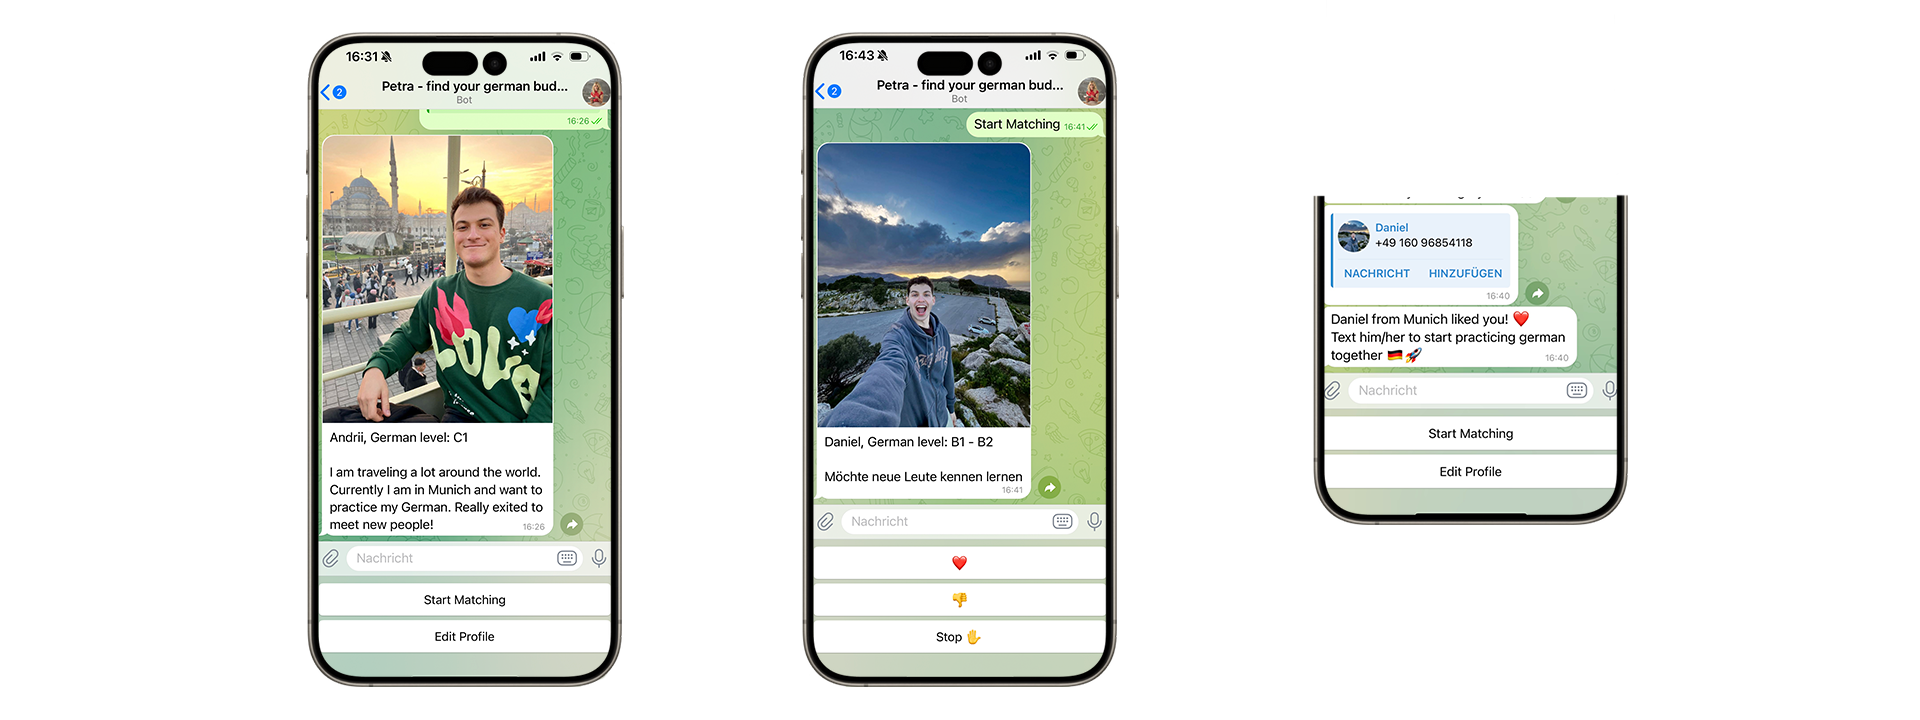 16:31
2
Petra - find your german bud...
Bot
16:26
LOLA
Andrii, German level: C1
I am traveling a lot around the world.
Currently I am in Munich and want to
practice my German. Really exited to
meet new people!
16:26
Nachricht
Start Matching
Edit Profile
16:43
2
Petra - find your german bud...
Bot
Start Matching 16:41
Daniel, German level: B1 - B2
Möchte neue Leute kennen lernen
16:41
Nachricht
❤️
👎
Stop ✋
Daniel
+49 160 96854118
NACHRICHT HINZUFÜGEN
16:40
Daniel from Munich liked you! ❤️
Text him/her to start practicing german
together 🇩🇪🚀
16:40
Nachricht
Start Matching
Edit Profile